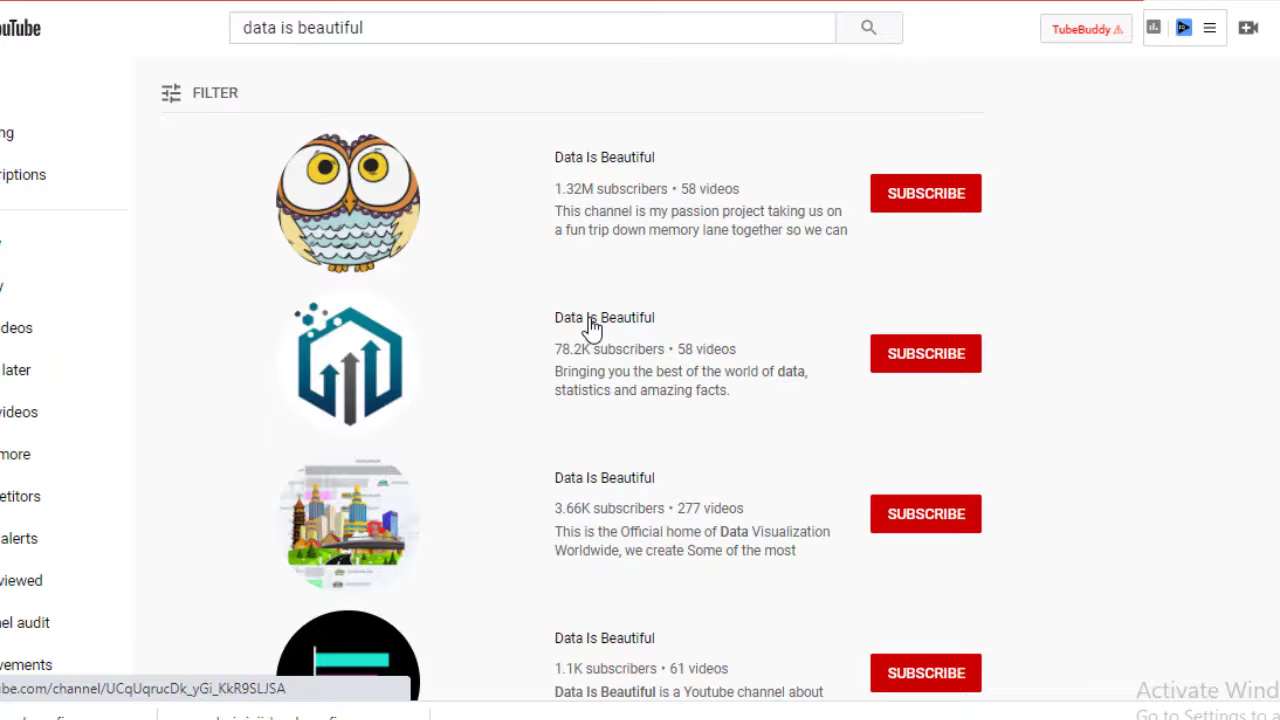 ouTube
data is beautiful
TubeBuddy
FILTER
ng
riptions
y
deos
later
videos
more
etitors
alerts
viewed
el audit
vements
Data Is Beautiful
1.32M subscribers • 58 videos
This channel is my passion project taking us on
a fun trip down memory lane together so we can
SUBSCRIBE
Data Is Beautiful
78.2K subscribers • 58 videos
Bringing you the best of the world of data,
statistics and amazing facts.
SUBSCRIBE
Data Is Beautiful
3.66K subscribers • 277 videos
This is the Official home of Data Visualization
Worldwide, we create Some of the most
SUBSCRIBE
Data Is Beautiful
1.1K subscribers • 61 videos
Data Is Beautiful is a Youtube channel about
SUBSCRIBE
ube.com/channel/UCqUqrucDk_yGi_KkR9SLJSA
Activate Wind
Go to Settings to a